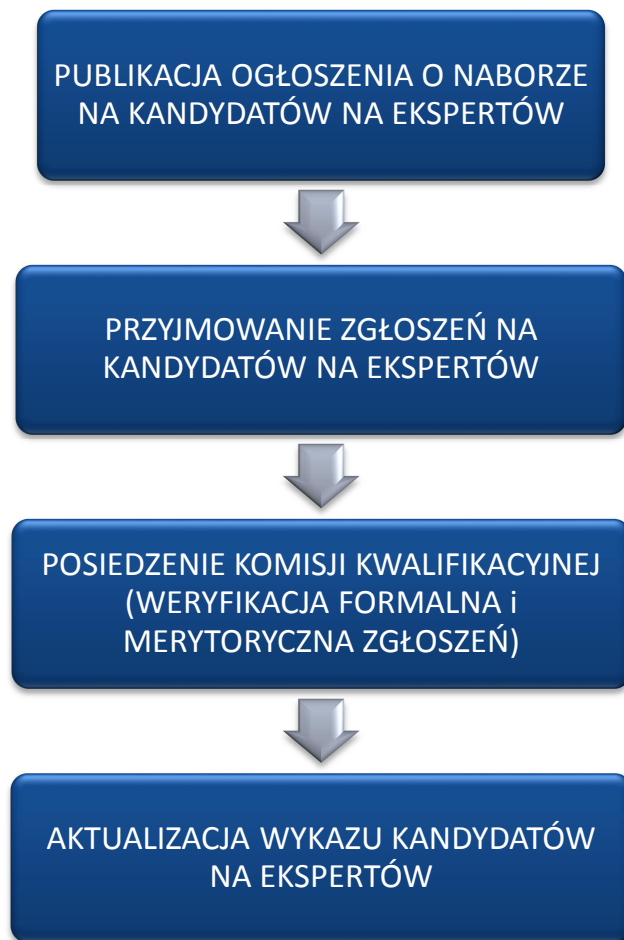 PUBLIKACJA OGŁOSZENIA O NABORZE
NA KANDYDATÓW NA EKSPERTÓW
PRZYJMOWANIE ZGŁOSZEŃ NA
KANDYDATÓW NA EKSPERTÓW
POSIEDZENIE KOMISJI KWALIFIKACYJNEJ
(WERYFIKACJA FORMALNA i
MERYTORYCZNA ZGŁOSZEŃ)
AKTUALIZACJA WYKAZU KANDYDATÓW
NA EKSPERTÓW